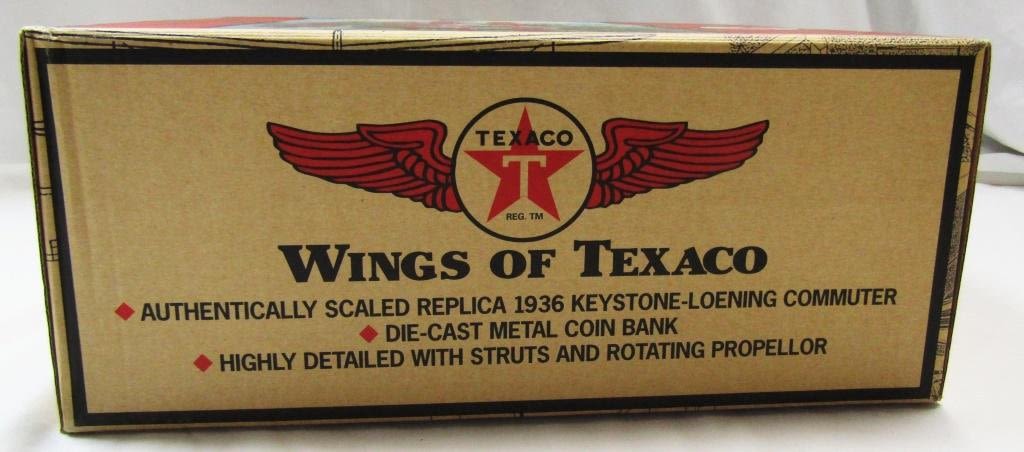 TEXACO
T
REG. TM
WINGS OF TEXACO
◆ AUTHENTICALLY SCALED REPLICA 1936 KEYSTONE-LOENING COMMUTER
◆ DIE-CAST METAL COIN BANK
◆ HIGHLY DETAILED WITH STRUTS AND ROTATING PROPELLOR